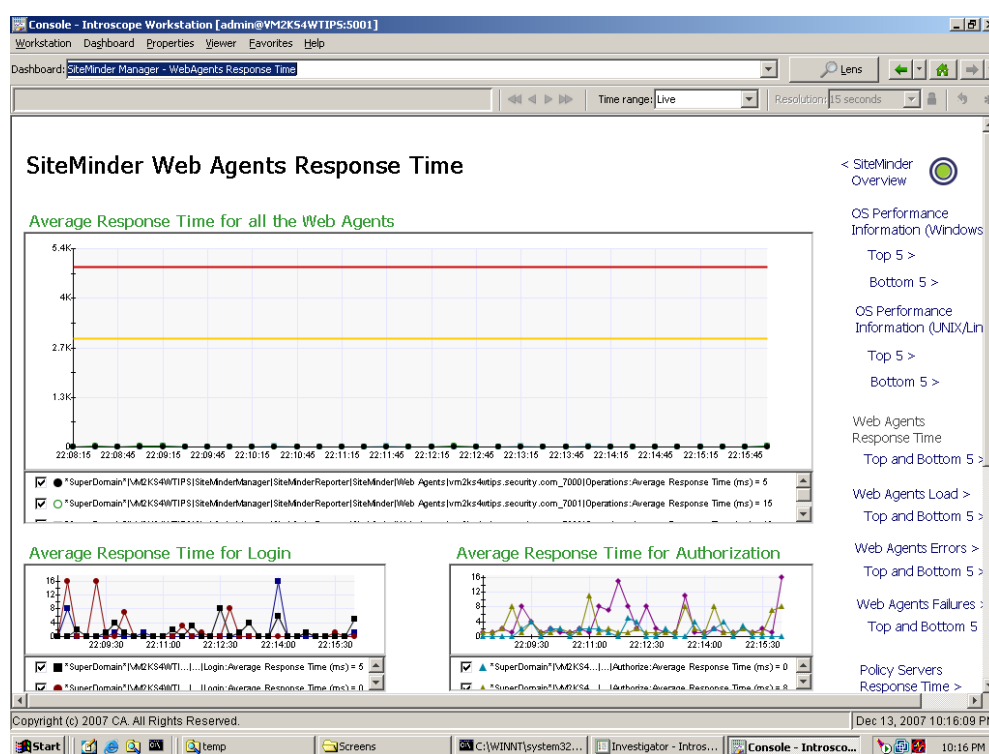 Console - Introscope Workstation [admin@VM2KS4WTIPS:5001]
Workstation Dashboard Properties Viewer Favorites Help
Dashboard: SiteMinder Manager - WebAgents Response Time
Lens
Time range: Live
Resolution: 15 seconds
SiteMinder Web Agents Response Time
< SiteMinder
Overview
OS Performance
Information (Windows
Top 5 >
Bottom 5 >
OS Performance
Information (UNIX/Lin
Top 5 >
Bottom 5 >
Web Agents
Response Time
Top and Bottom 5 >
Web Agents Load >
Top and Bottom 5 >
Web Agents Errors >
Top and Bottom 5 >
Web Agents Failures >
Top and Bottom 5
Policy Servers
Response Time >
Average Response Time for all the Web Agents
5.4K
4K
2.7K
1.3K
0
22:08:15 22:08:45 22:09:15 22:09:45 22:10:15 22:10:45 22:11:15 22:11:45 22:12:15 22:12:45 22:13:15 22:13:45 22:14:15 22:14:45 22:15:15 22:15:45
*SuperDomain*|VM2KS4WTIPS|SiteMinderManager|SiteMinderReporter|SiteMinder|Web Agents|vm2ks4wtips.security.com_7000|Operations:Average Response Time (ms) = 5
*SuperDomain*|VM2KS4WTIPS|SiteMinderManager|SiteMinderReporter|SiteMinder|Web Agents|vm2ks4wtips.security.com_7001|Operations:Average Response Time (ms) = 15
Average Response Time for Login
16
12
8
4
0
22:09:30 22:11:00 22:12:30 22:14:00 22:15:30
*SuperDomain*|VM2KS4WTI...|...|Login:Average Response Time (ms) = 5
*SuperDomain*|VM2KS4WTI...|...|Login:Average Response Time (ms) = 0
Average Response Time for Authorization
16
12
8
4
0
22:09:30 22:11:00 22:12:30 22:14:00 22:15:30
*SuperDomain*|VM2KS4...|...|Authorize:Average Response Time (ms) = 0
*SuperDomain*|VM2KS4...|...|Authorize:Average Response Time (ms) = 8
Copyright (c) 2007 CA. All Rights Reserved.
Dec 13, 2007 10:16:09 PM
Start
temp
Screens
C:\WINNT\system32...
Investigator - Intros...
Console - Introsco...
10:16 PM